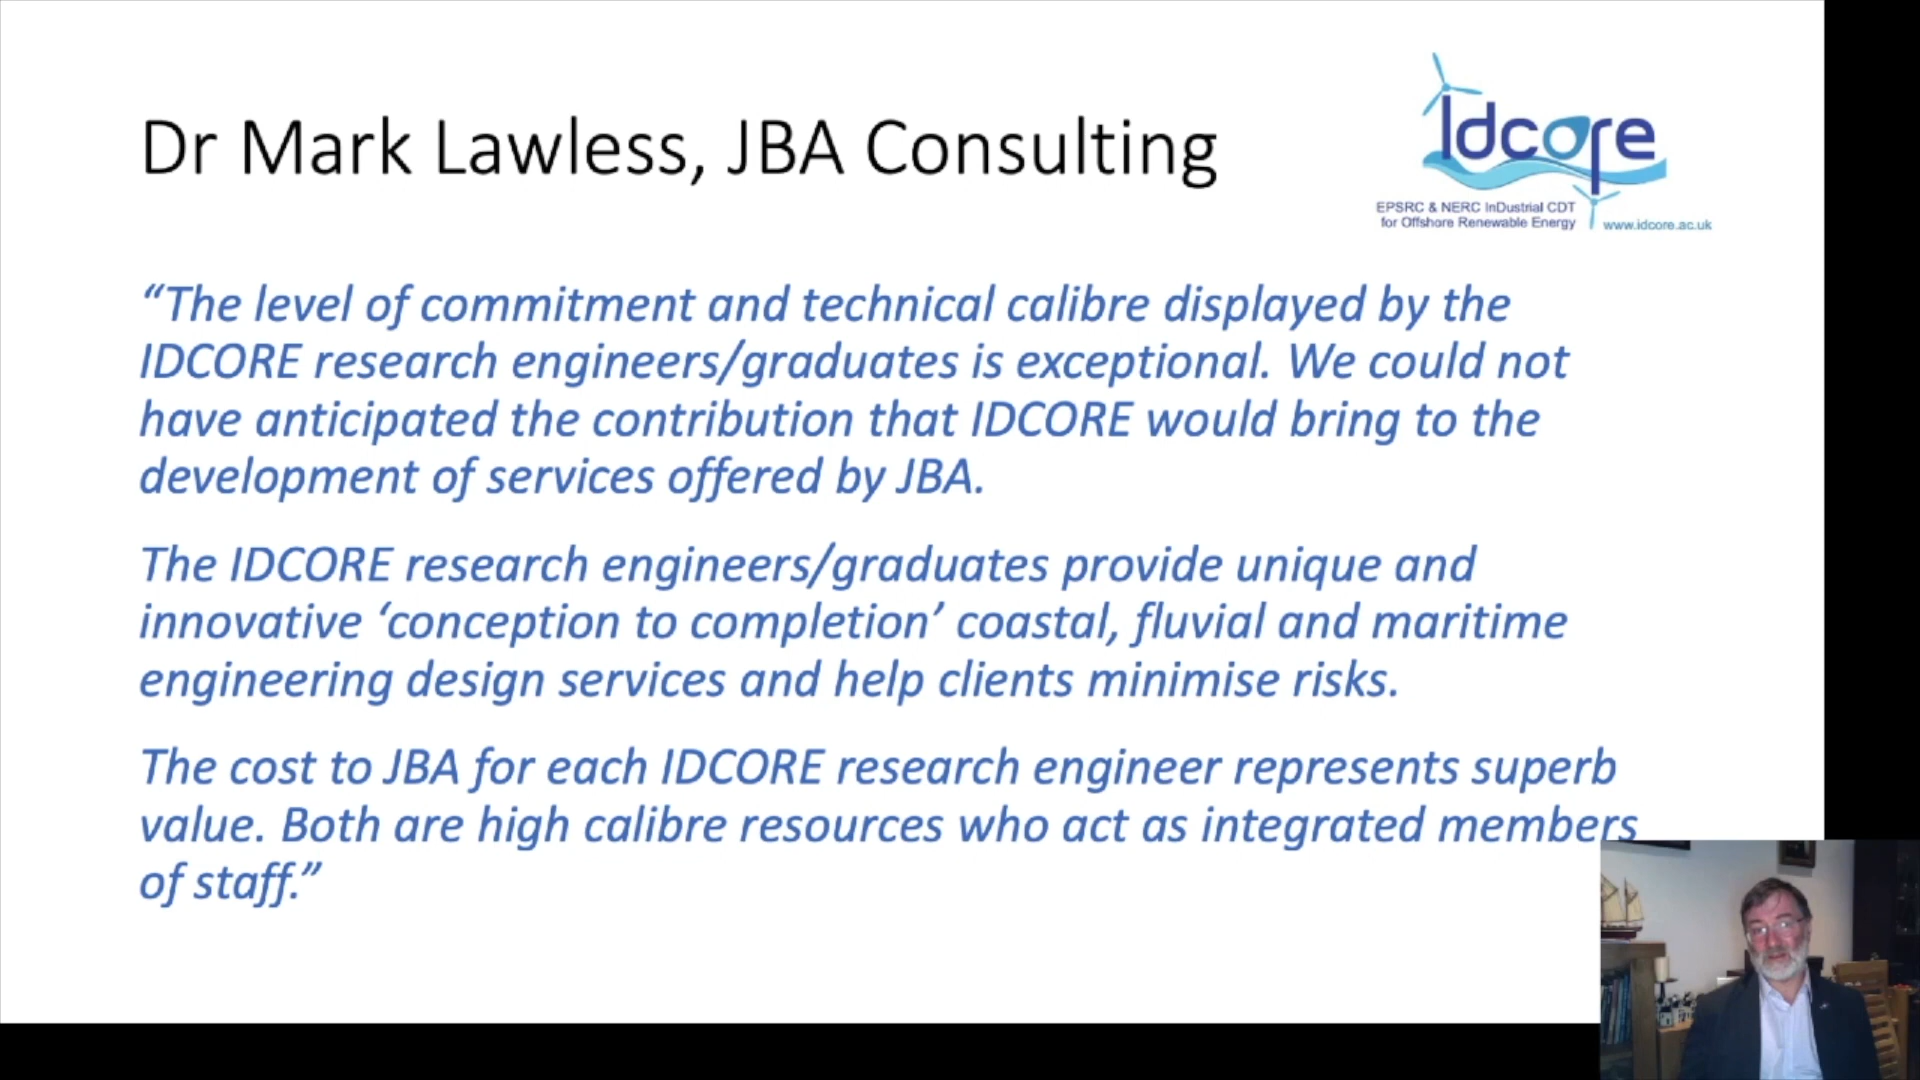 Dr Mark Lawless, JBA Consulting
Idcore
EPSRC & NERC InDustrial CDT
for Offshore Renewable Energy
www.idcore.ac.uk
“The level of commitment and technical calibre displayed by the
IDCORE research engineers/graduates is exceptional. We could not
have anticipated the contribution that IDCORE would bring to the
development of services offered by JBA.
The IDCORE research engineers/graduates provide unique and
innovative ‘conception to completion’ coastal, fluvial and maritime
engineering design services and help clients minimise risks.
The cost to JBA for each IDCORE research engineer represents superb
value. Both are high calibre resources who act as integrated members
of staff.”